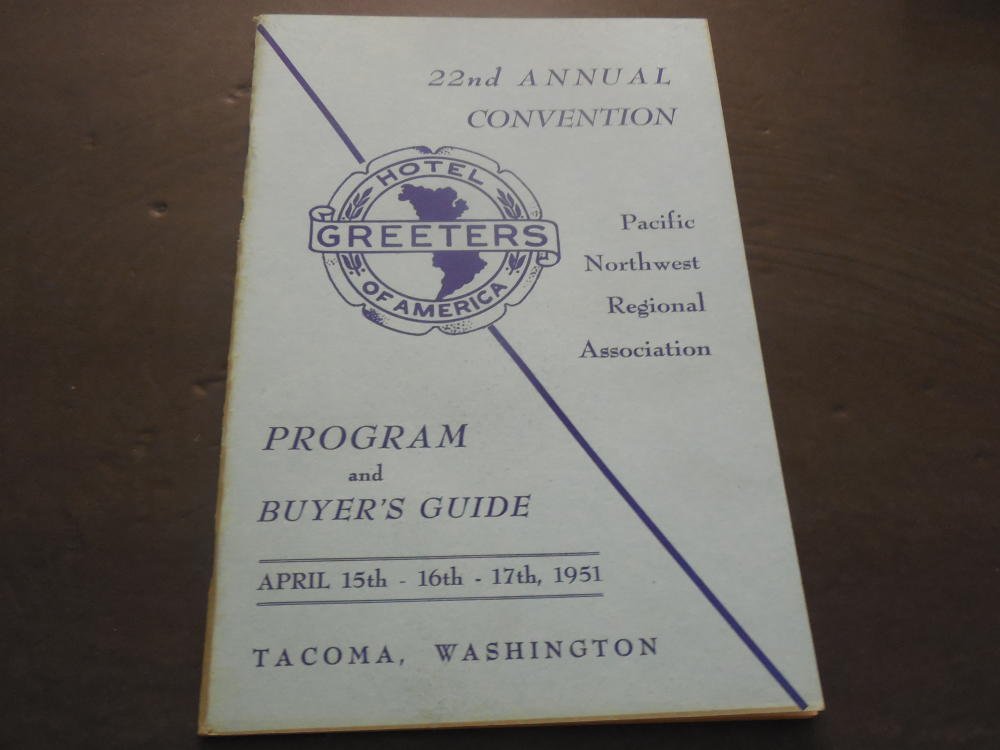 22nd ANNUAL
CONVENTION
HOTEL
GREETERS
OF AMERICA
Pacific
Northwest
Regional
Association
PROGRAM
and
BUYER'S GUIDE
APRIL 15th - 16th - 17th, 1951
TACOMA, WASHINGTON